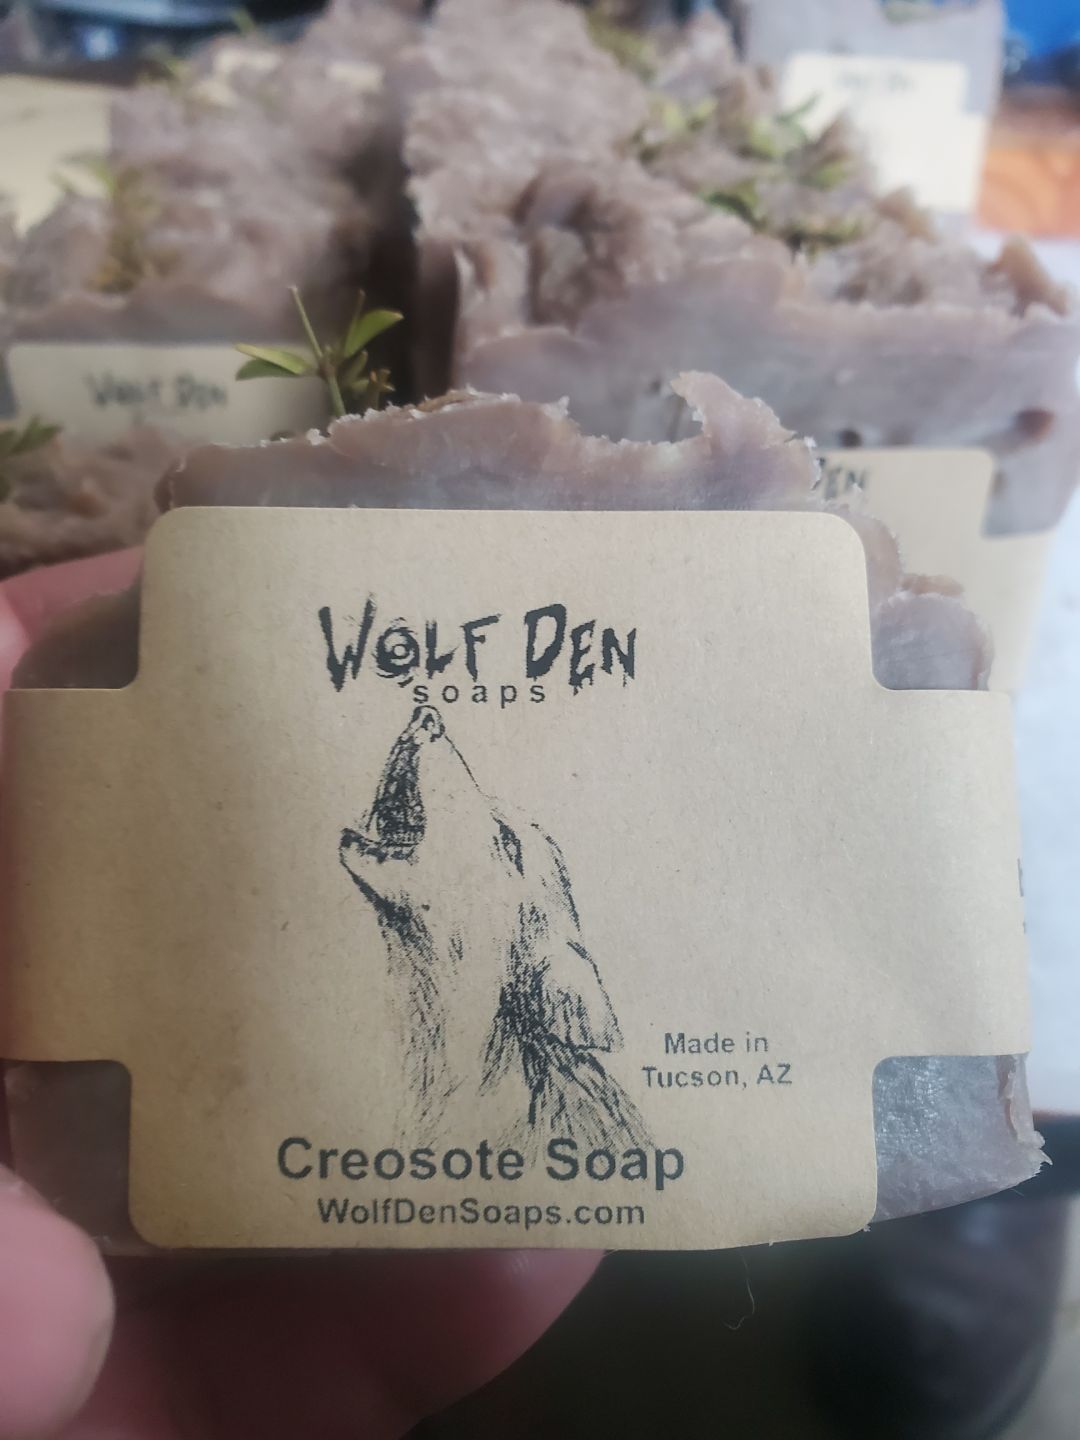 Wolf Den
WOLF DEN
soaps
Made in
Tucson, AZ
Creosote Soap
WolfDenSoaps.com